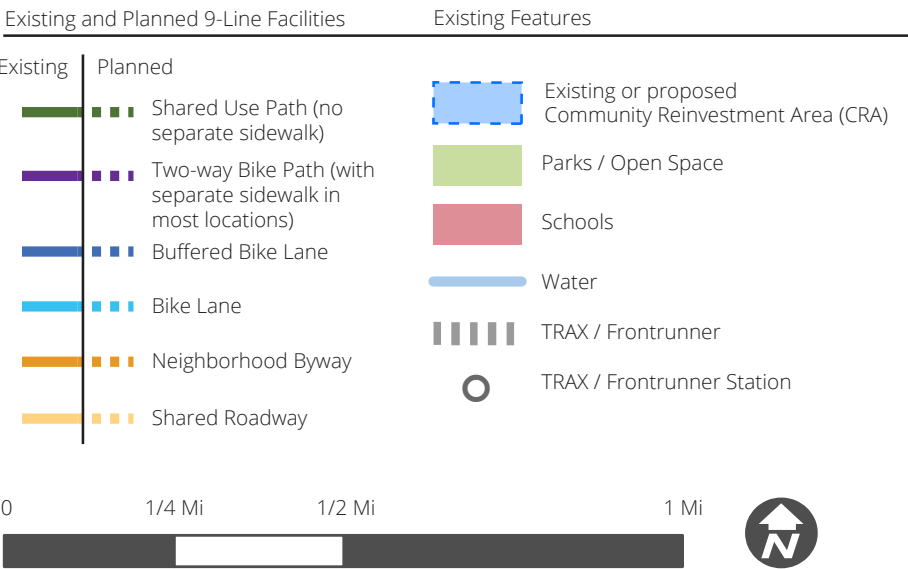 Existing and Planned 9-Line Facilities
Existing Features
Existing
Planned
Shared Use Path (no
separate sidewalk)
Two-way Bike Path (with
separate sidewalk in
most locations)
Buffered Bike Lane
Bike Lane
Neighborhood Byway
Shared Roadway
Existing or proposed
Community Reinvestment Area (CRA)
Parks / Open Space
Schools
Water
TRAX / Frontrunner
TRAX / Frontrunner Station
0
1/4 Mi
1/2 Mi
1 Mi
N